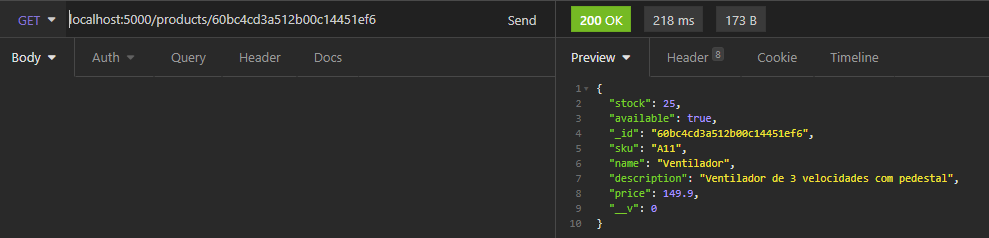 GET localhost:5000/products/60bc4cd3a512b00c14451ef6 Send 200 OK 218 ms 173 B
Body Auth Query Header Docs Preview Header 8 Cookie Timeline
1 {
2 "stock": 25,
3 "available": true,
4 "_id": "60bc4cd3a512b00c14451ef6",
5 "sku": "A11",
6 "name": "Ventilador",
7 "description": "Ventilador de 3 velocidades com pedestal",
8 "price": 149.9,
9 "__v": 0
10 }